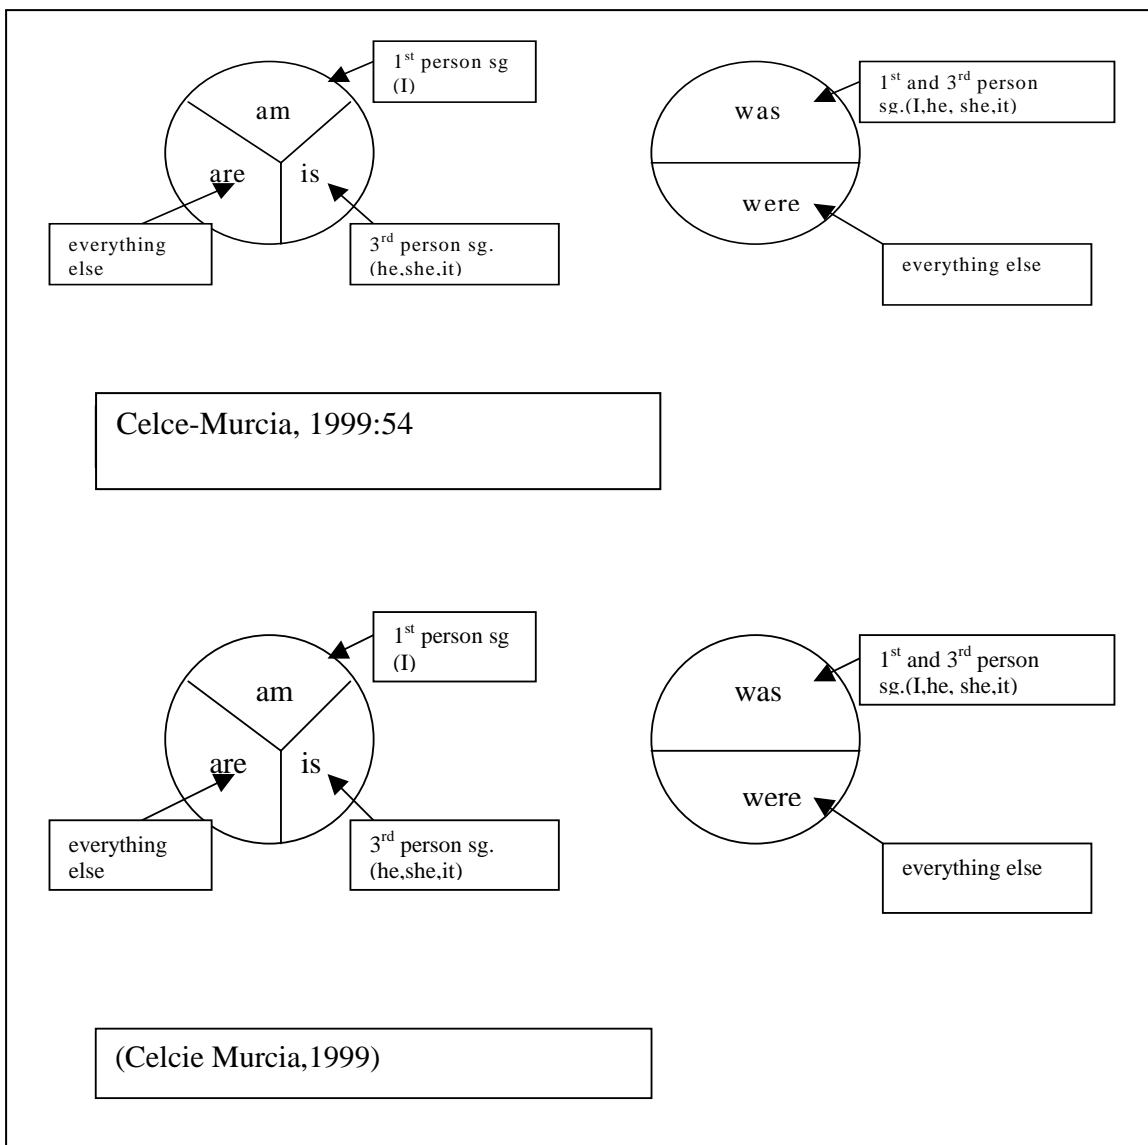 1st person sg
(I)
am
are
is
everything
else
3rd person sg.
(he,she,it)
1st and 3rd person
sg.(I,he, she,it)
was
were
everything else
Celce-Murcia, 1999:54
1st person sg
(I)
am
are
is
everything
else
3rd person sg.
(he,she,it)
1st and 3rd person
sg.(I,he, she,it)
was
were
everything else
(Celcie Murcia,1999)